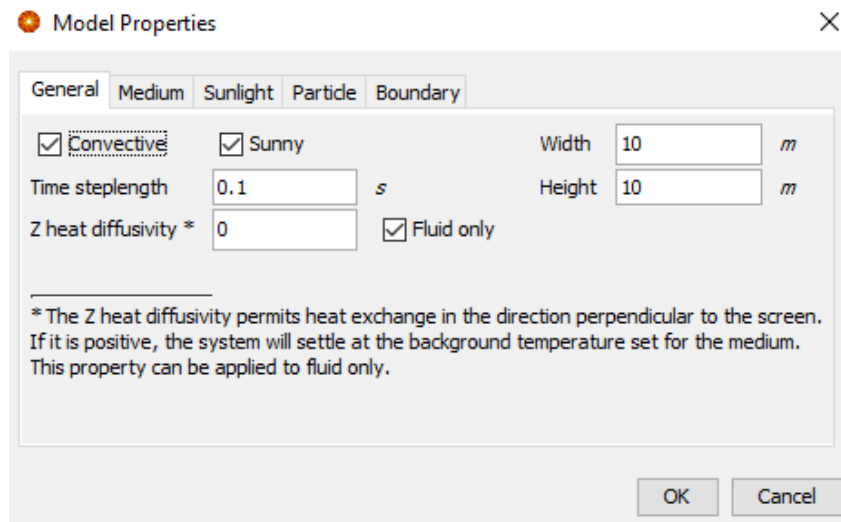 Model Properties
General Medium Sunlight Particle Boundary
Convective Sunny Width 10 m
Time steplength 0.1 s Height 10 m
Z heat diffusivity * 0 Fluid only
* The Z heat diffusivity permits heat exchange in the direction perpendicular to the screen.
If it is positive, the system will settle at the background temperature set for the medium.
This property can be applied to fluid only.
OK Cancel